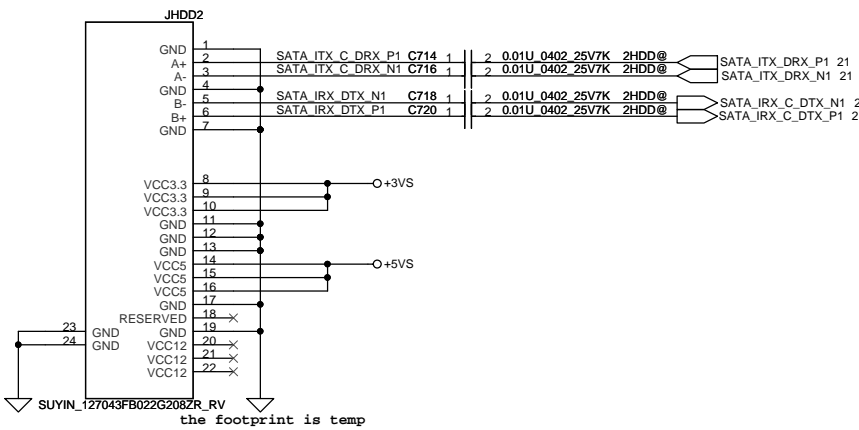 JHDD2
GND 1
A+ 2 SATA_ITX_C_DRX_P1 C714 1 2 0.01U_0402_25V7K 2HDD@ SATA_ITX_DRX_P1 21
A- 3 SATA_ITX_C_DRX_N1 C716 1 2 0.01U_0402_25V7K 2HDD@ SATA_ITX_DRX_N1 21
GND 4
B- 5 SATA_IRX_DTX_N1 C718 1 2 0.01U_0402_25V7K 2HDD@ SATA_IRX_C_DTX_N1 2
B+ 6 SATA_IRX_DTX_P1 C720 1 2 0.01U_0402_25V7K 2HDD@ SATA_IRX_C_DTX_P1 2
GND 7
VCC3.3 8 +3VS
VCC3.3 9
VCC3.3 10
GND 11
GND 12
GND 13
VCC5 14 +5VS
VCC5 15
VCC5 16
GND 17
RESERVED 18
23 GND GND 19
24 GND VCC12 20
VCC12 21
VCC12 22
SUYIN_127043FB022G208ZR_RV
the footprint is temp